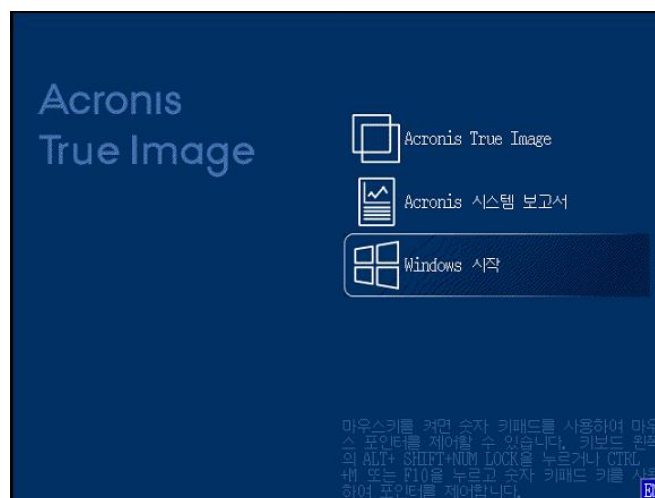 Acronis
True Image
Acronis True Image
Acronis 시스템 보고서
Windows 시작
마우스키를 켜면 숫자 키패드를 사용하여 마우
스 포인터를 제어할 수 있습니다. 키보드 왼쪽
의 ALT+ SHIFT+NUM LOCK을 누르거나 CTRL
+M 또는 F10을 누르고 숫자 키패드 키를 사용
하여 포인터를 제어합니다.